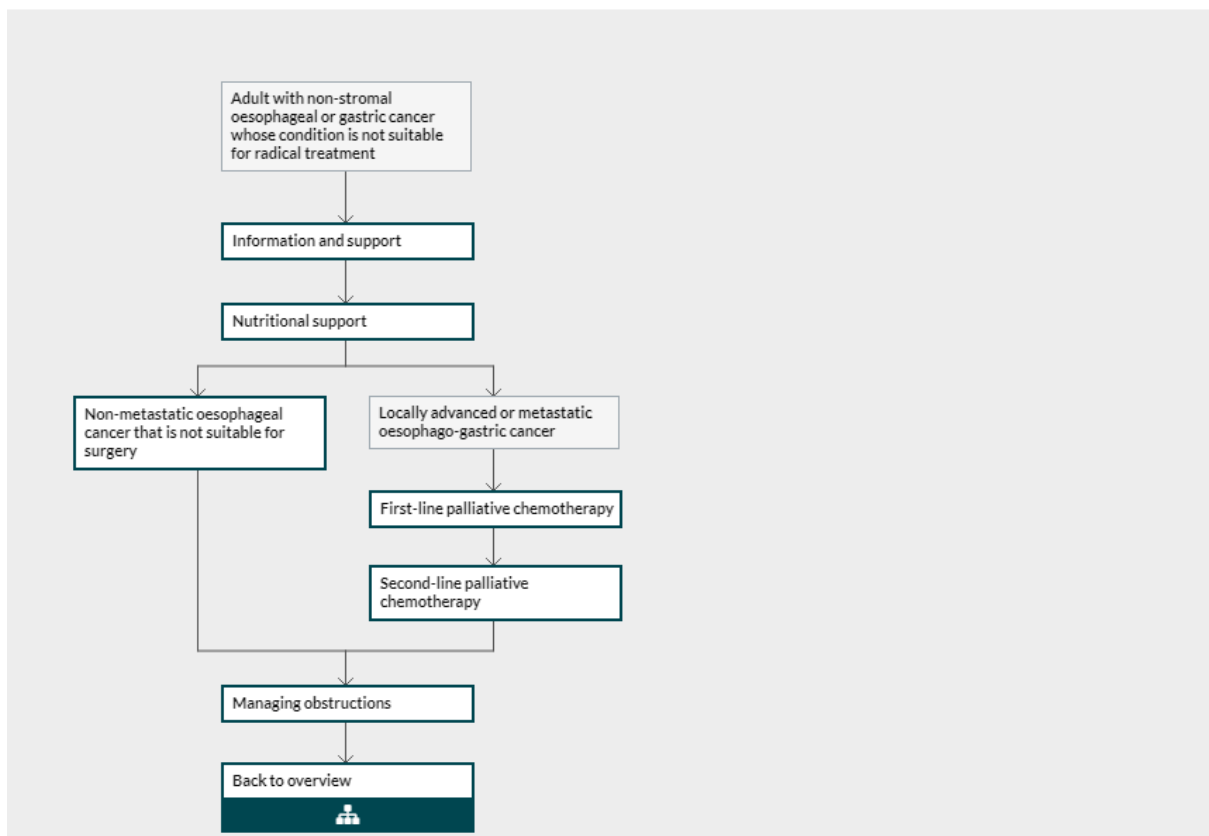 Adult with non-stromal
oesophageal or gastric cancer
whose condition is not suitable
for radical treatment
Information and support
Nutritional support
Non-metastatic oesophageal
cancer that is not suitable for
surgery
Locally advanced or metastatic
oesophago-gastric cancer
First-line palliative chemotherapy
Second-line palliative
chemotherapy
Managing obstructions
Back to overview